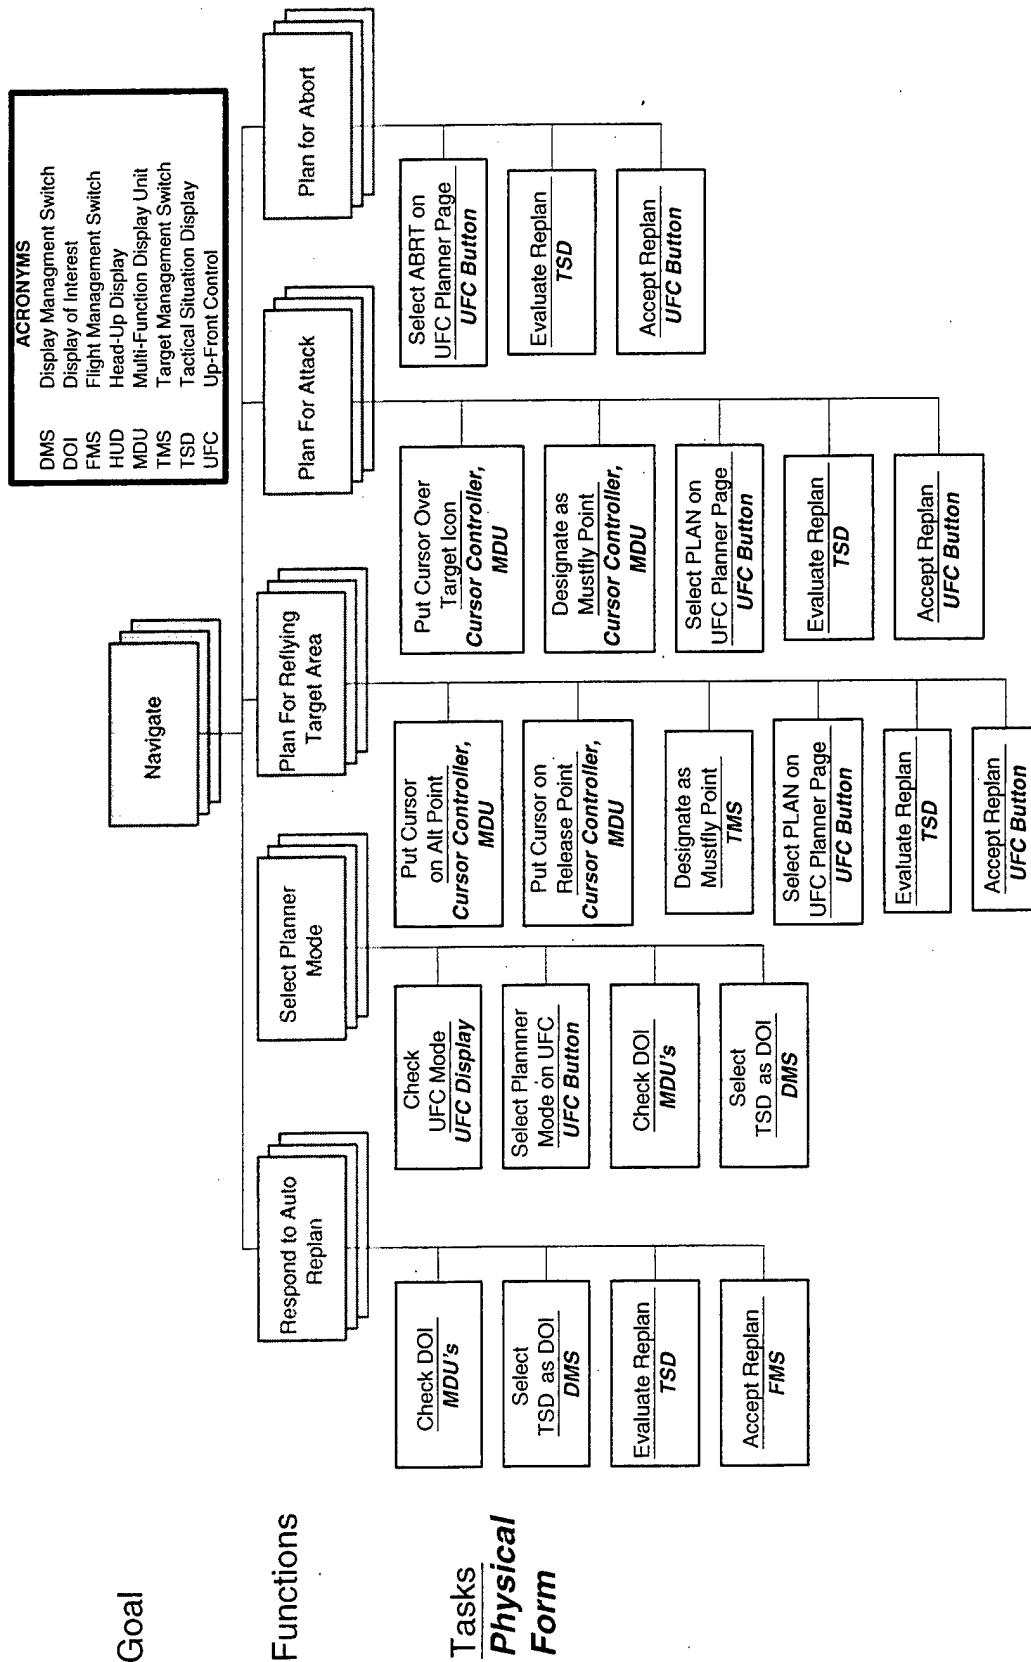 ACRONYMS
DMS Display Managment Switch
DOI Display of Interest
FMS Flight Management Switch
HUD Head-Up Display
MDU Multi-Function Display Unit
TMS Target Management Switch
TSD Tactical Situation Display
UFC Up-Front Control
Goal
Navigate
Functions
Respond to Auto
Replan
Select Planner
Mode
Plan For Reflying
Target Area
Plan For Attack
Plan for Abort
Tasks
Physical
Form
Check DOI
MDU's
Select
TSD as DOI
DMS
Evaluate Replan
TSD
Accept Replan
FMS
Check
UFC Mode
UFC Display
Select Plannner
Mode on UFC
UFC Button
Check DOI
MDU's
Select
TSD as DOI
DMS
Put Cursor
on Alt Point
Cursor Controller,
MDU
Put Cursor on
Release Point
Cursor Controller,
MDU
Designate as
Mustfly Point
TMS
Select PLAN on
UFC Planner Page
UFC Button
Evaluate Replan
TSD
Accept Replan
UFC Button
Put Cursor Over
Target Icon
Cursor Controller,
MDU
Designate as
Mustfly Point
Cursor Controller,
MDU
Select PLAN on
UFC Planner Page
UFC Button
Evaluate Replan
TSD
Accept Replan
UFC Button
Select ABRT on
UFC Planner Page
UFC Button
Evaluate Replan
TSD
Accept Replan
UFC Button